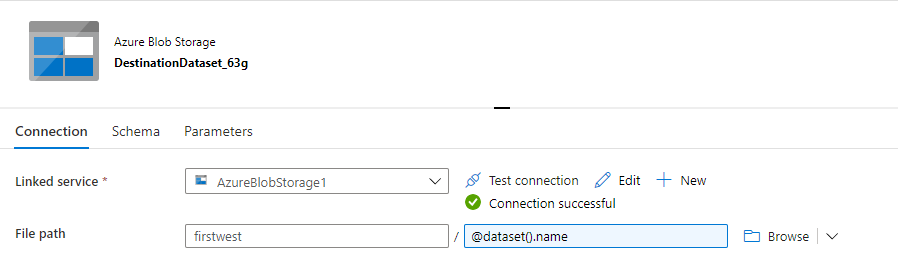 Azure Blob Storage
DestinationDataset_63g
Connection Schema Parameters
Linked service * AzureBlobStorage1 Test connection Edit New
Connection successful
File path firstwest / @dataset().name Browse